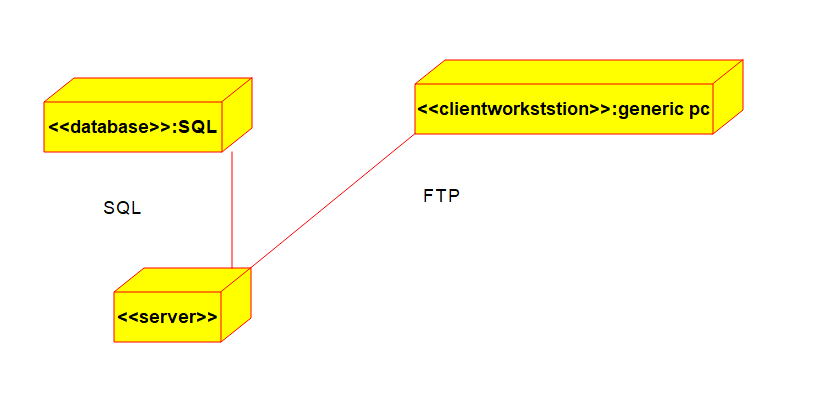 <<clientworkststion>>:generic pc
<<database>>:SQL
FTP
SQL
<<server>>